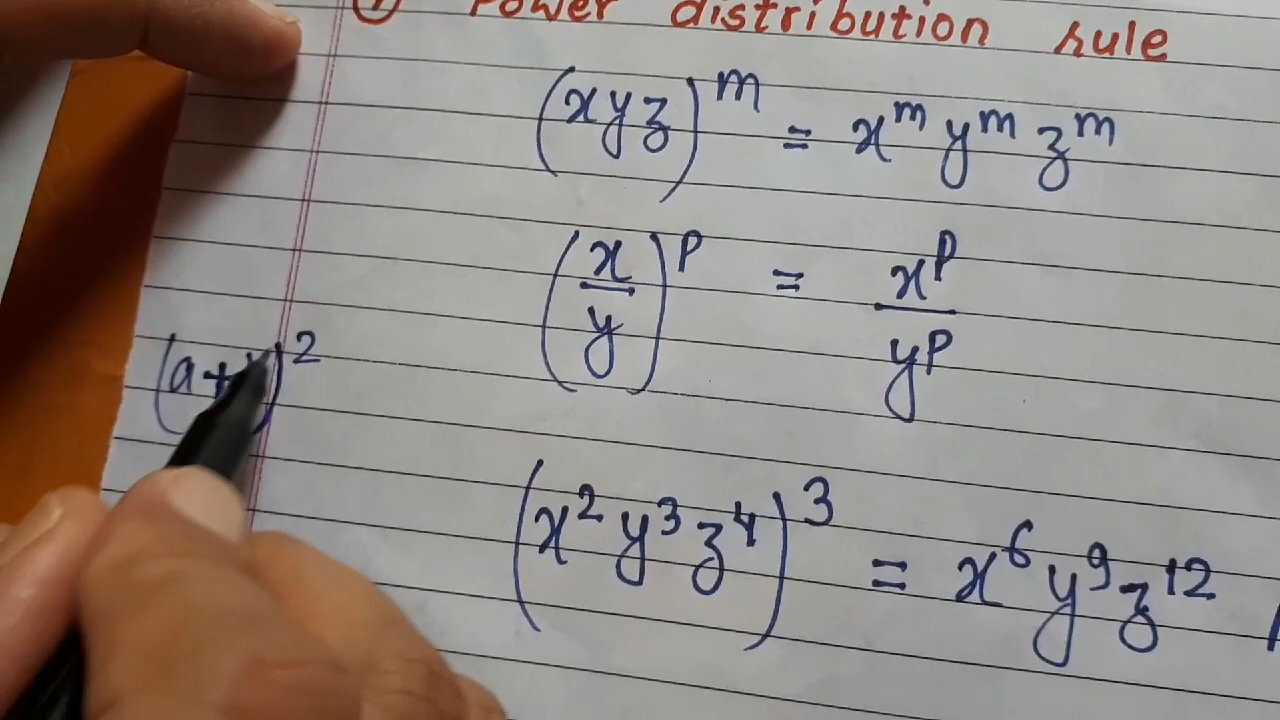 Power distribution rule
(xyz)^m = x^m y^m z^m
(x/y)^p = x^p/y^p
(a+ )^2
(x^2 y^3 z^4)^3 = x^6 y^9 z^12